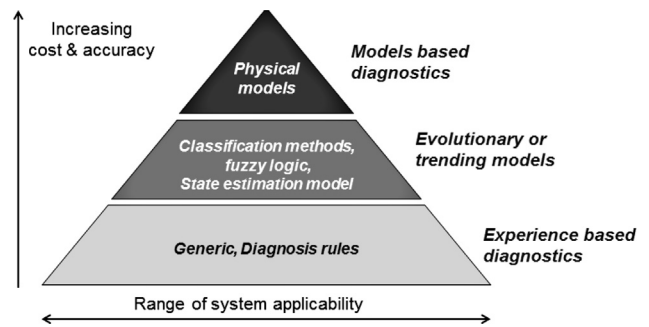 Increasing
cost & accuracy
Physical
models
Models based
diagnostics
Classification methods,
fuzzy logic,
State estimation model
Evolutionary or
trending models
Generic, Diagnosis rules
Experience based
diagnostics
Range of system applicability